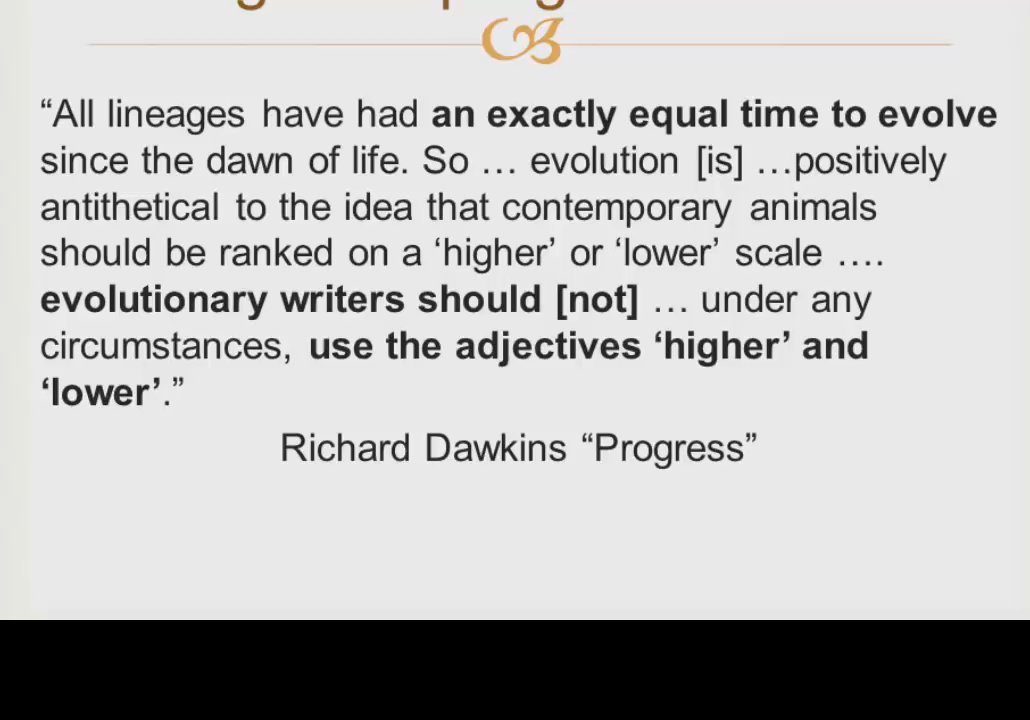 “All lineages have had an exactly equal time to evolve
since the dawn of life. So … evolution [is] …positively
antithetical to the idea that contemporary animals
should be ranked on a ‘higher’ or ‘lower’ scale ….
evolutionary writers should [not] … under any
circumstances, use the adjectives ‘higher’ and
‘lower’.”
Richard Dawkins “Progress”